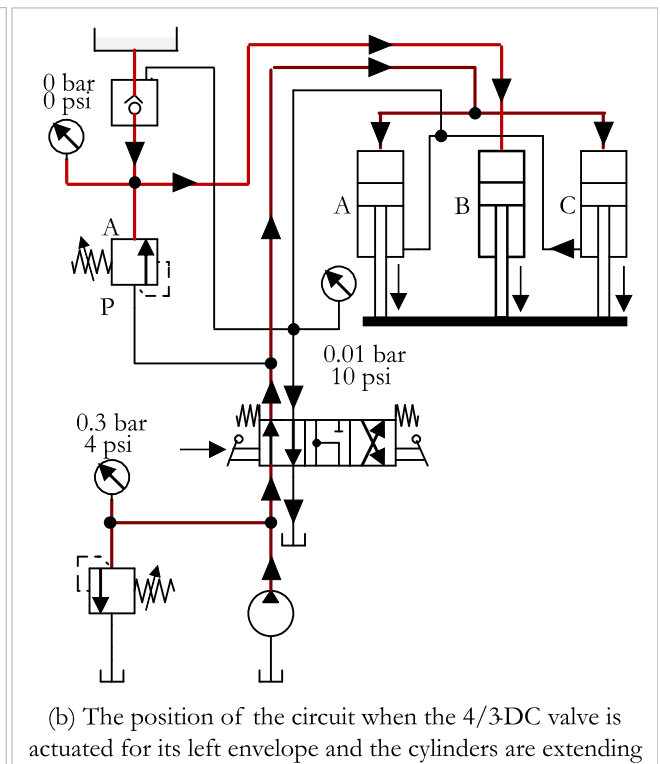 0 bar
0 psi
A
P
A
B
C
0.01 bar
10 psi
0.3 bar
4 psi
(b) The position of the circuit when the 4/3-DC valve is
actuated for its left envelope and the cylinders are extending